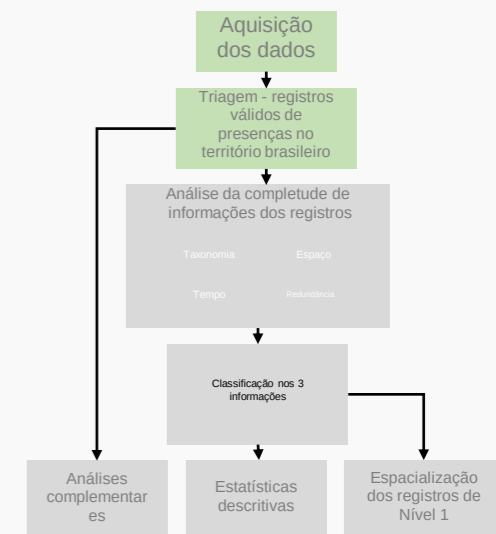 Aquisição
dos dados
Triagem - registros
válidos de
presenças no
território brasileiro
Análise da completude de
informações dos registros
Taxonomia
Espaço
Tempo
Redundância
Classificação nos 3
informações
Análises
complementar
es
Estatísticas
descritivas
Espacialização
dos registros de
Nível 1